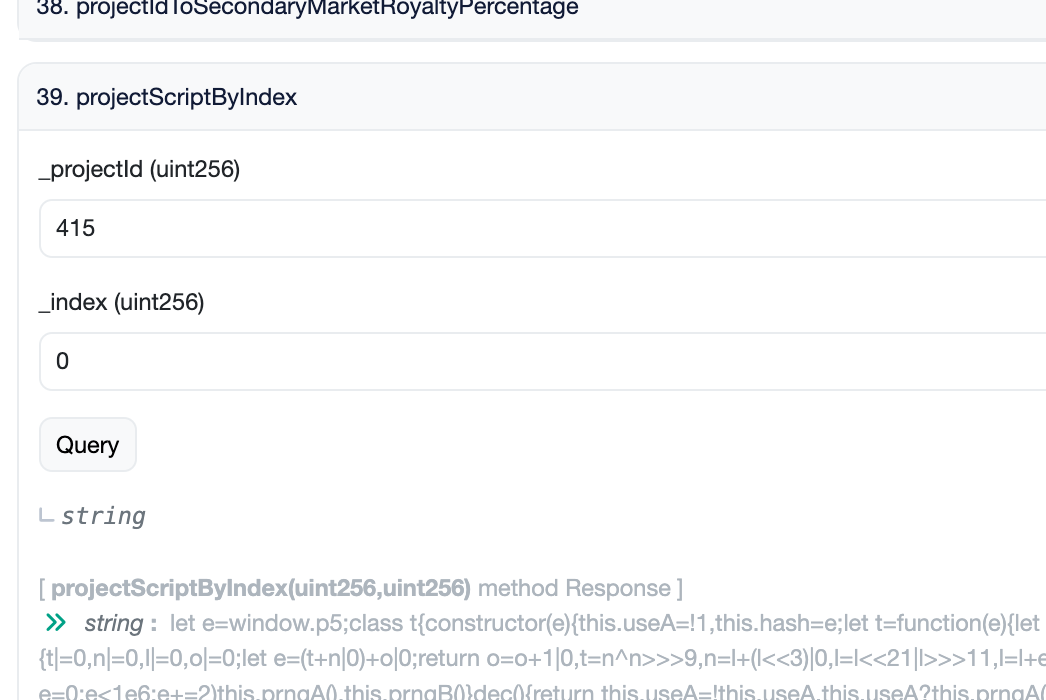 38. projectIdToSecondaryMarketRoyaltyPercentage
39. projectScriptByIndex
_projectId (uint256)
415
_index (uint256)
0
Query
string
[ projectScriptByIndex(uint256,uint256) method Response ]
string : let e=window.p5;class t{constructor(e){this.useA=!1,this.hash=e;let t=function(e){let
{t|=0,n|=0,l|=0,o|=0;let e=(t+n|0)+o|0;return o=o+1|0,t=n^n>>>9,n=l+(l<<3)|0,l=l<<21|l>>>11,l=l+e
e=0;e<1e6;e+=2)this.prngA(),this.prngB()}dec(){return this.useA=!this.useA,this.useA?this.prngA(